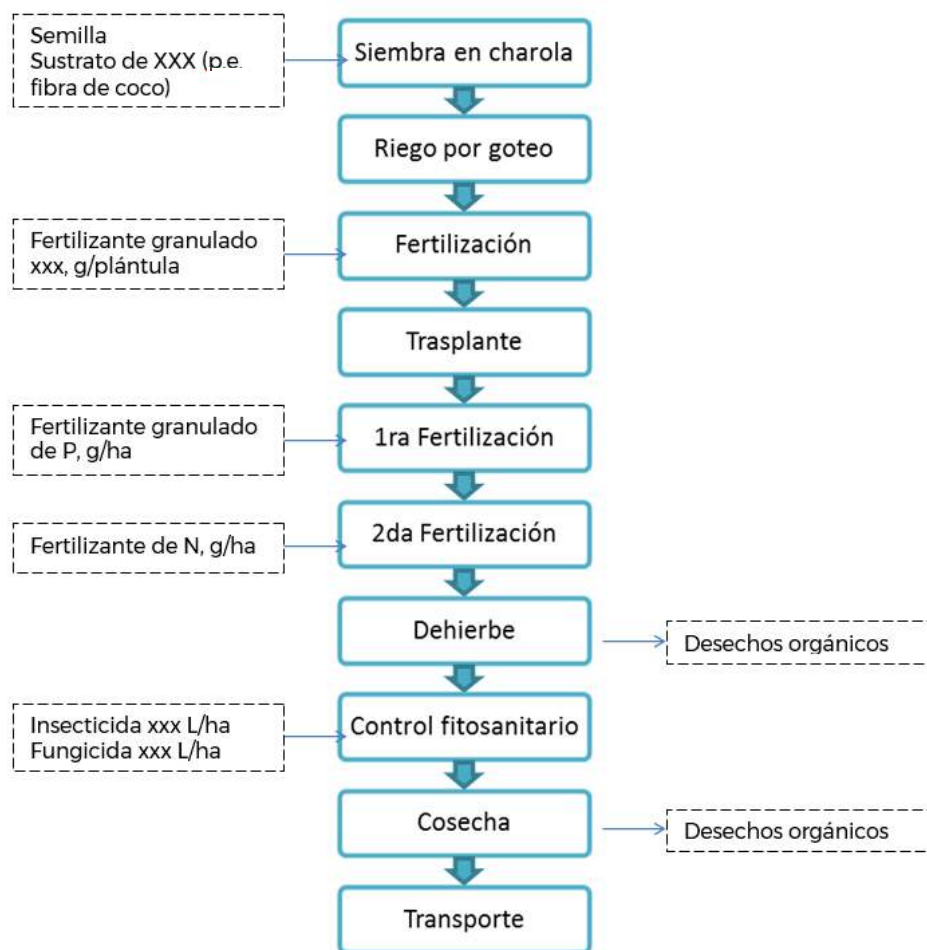 Semilla
Sustrato de XXX (p.e.
fibra de coco)
Siembra en charola
Riego por goteo
Fertilizante granulado
xxx, g/plántula
Fertilización
Trasplante
Fertilizante granulado
de P, g/ha
1ra Fertilización
Fertilizante de N, g/ha
2da Fertilización
Dehierbe
Desechos orgánicos
Insecticida xxx L/ha
Fungicida xxx L/ha
Control fitosanitario
Cosecha
Desechos orgánicos
Transporte